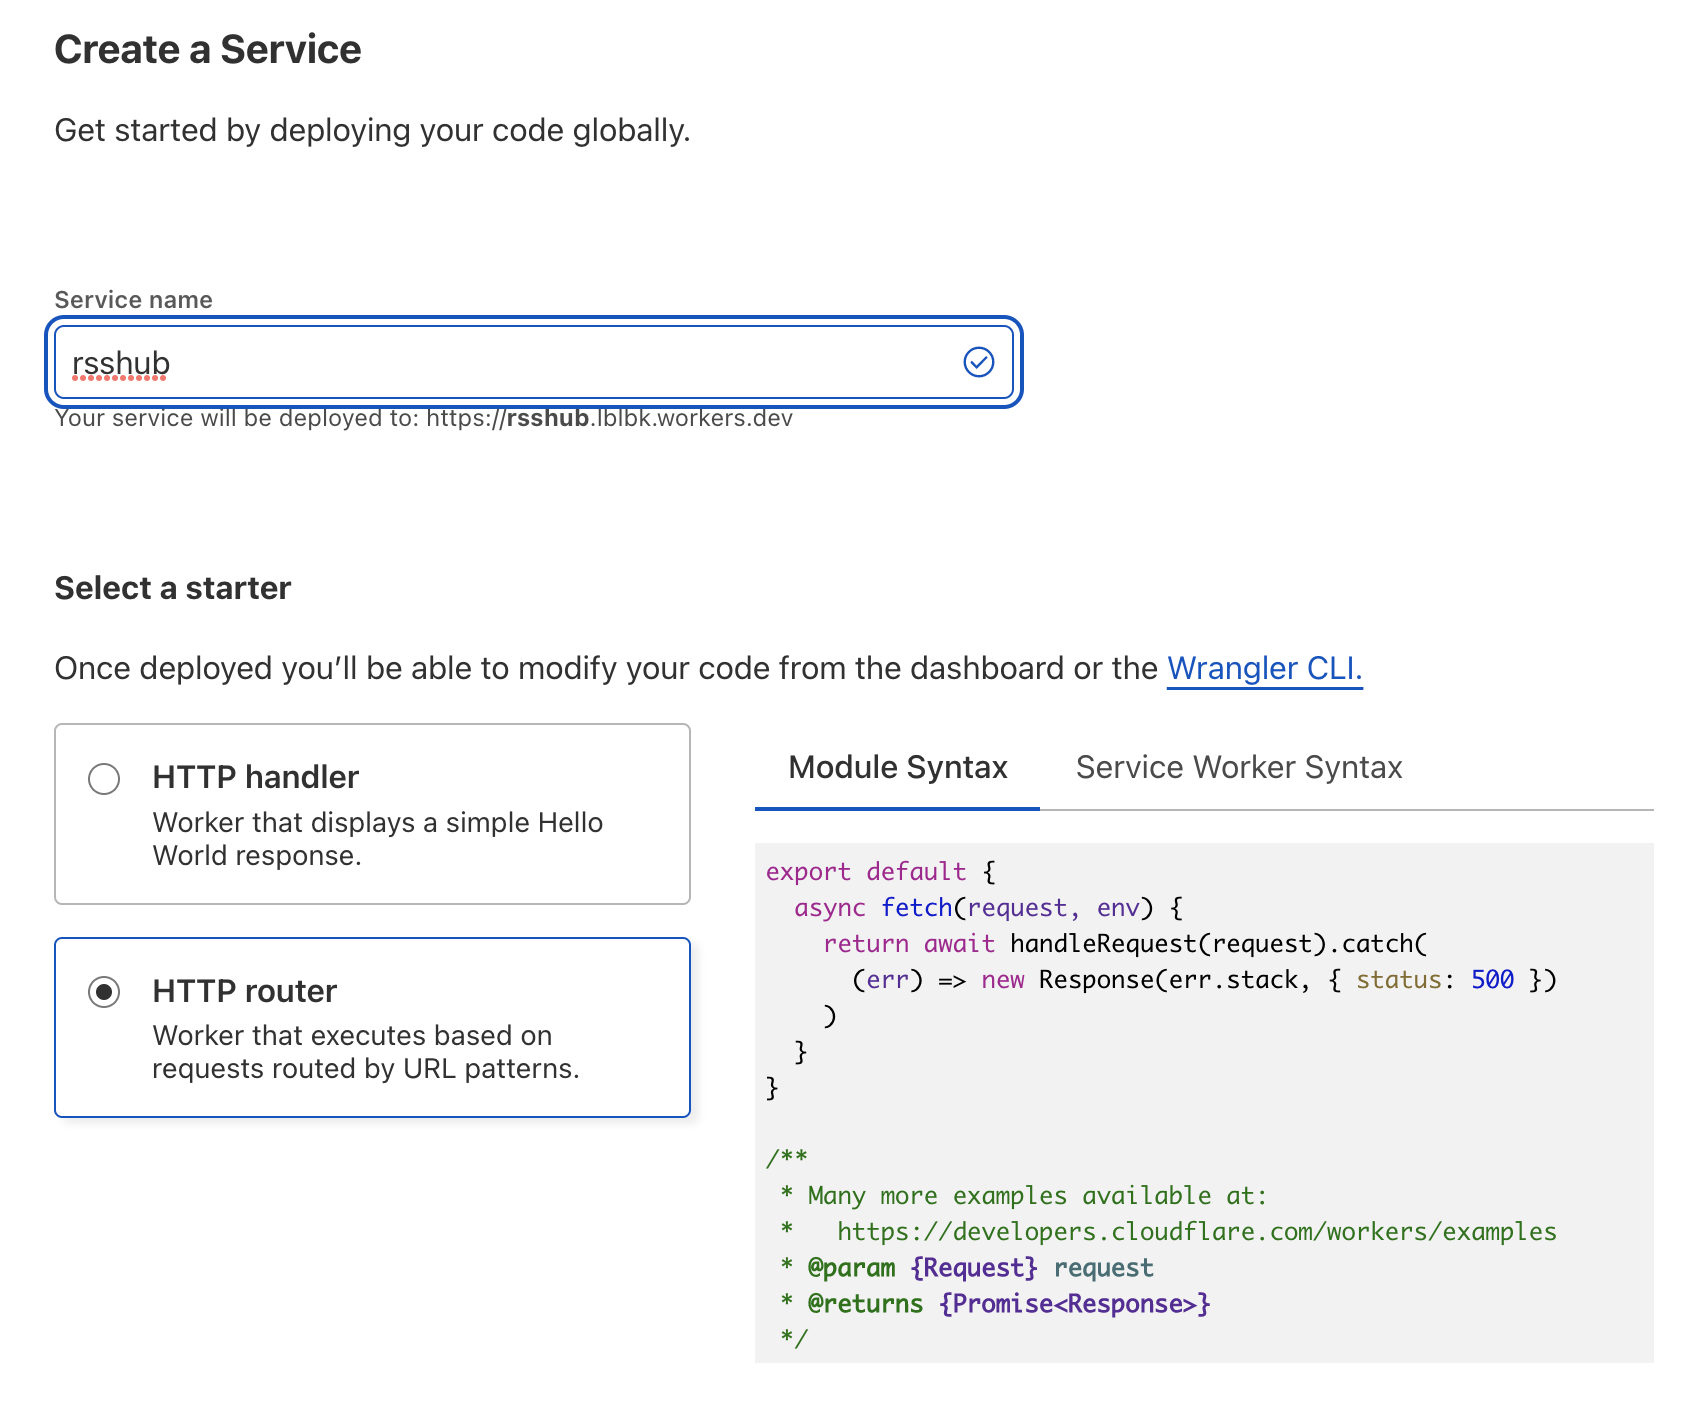 Create a Service
Get started by deploying your code globally.
Service name
rsshub
Your service will be deployed to: https://rsshub.lblbk.workers.dev
Select a starter
Once deployed you’ll be able to modify your code from the dashboard or the Wrangler CLI.
HTTP handler
Worker that displays a simple Hello
World response.
HTTP router
Worker that executes based on
requests routed by URL patterns.
Module Syntax
Service Worker Syntax
export default {
  async fetch(request, env) {
    return await handleRequest(request).catch(
      (err) => new Response(err.stack, { status: 500 })
    )
  }
}
/**
 * Many more examples available at:
 *   https://developers.cloudflare.com/workers/examples
 * @param {Request} request
 * @returns {Promise<Response>}
 */